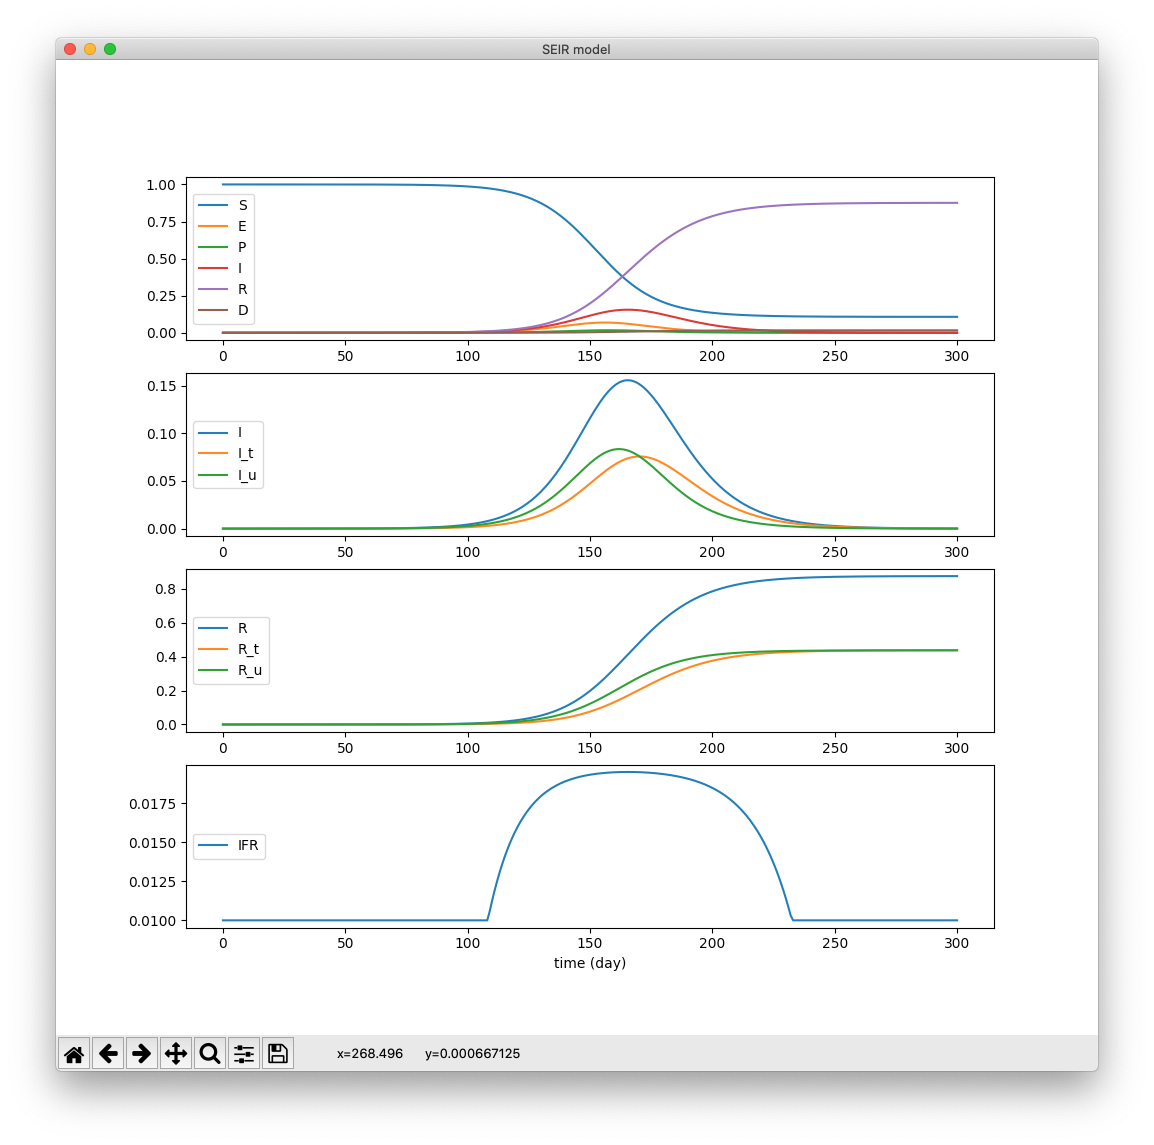 SEIR model
1.00
0.75
0.50
0.25
0.00
S
E
P
I
R
D
0 50 100 150 200 250 300
0.15
0.10
0.05
0.00
I
I_t
I_u
0 50 100 150 200 250 300
0.8
0.6
0.4
0.2
0.0
R
R_t
R_u
0 50 100 150 200 250 300
0.0175
0.0150
0.0125
0.0100
IFR
0 50 100 150 200 250 300
time (day)
x=268.496 y=0.000667125